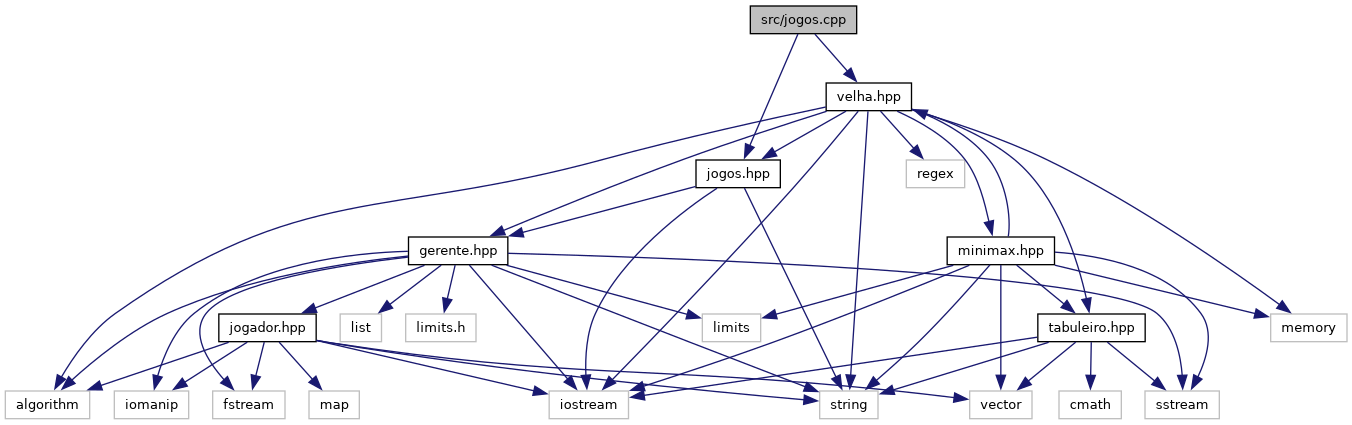 src/jogos.cpp
velha.hpp
jogos.hpp
regex
gerente.hpp
minimax.hpp
jogador.hpp
list
limits.h
limits
tabuleiro.hpp
memory
algorithm
iomanip
fstream
map
iostream
string
vector
cmath
sstream